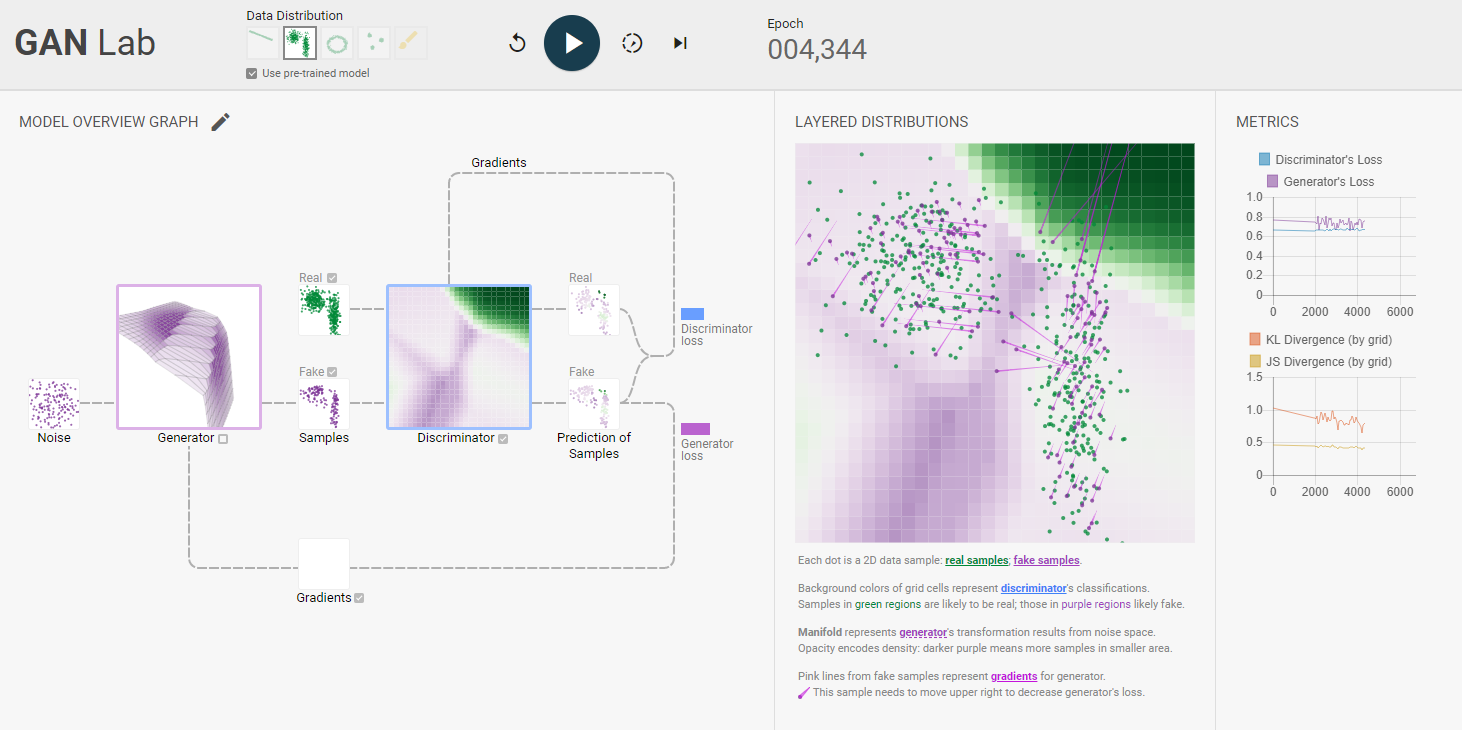 GAN Lab
Data Distribution
Use pre-trained model
Epoch
004,344
MODEL OVERVIEW GRAPH
Gradients
Real
Real
Fake
Fake
Noise
Generator
Samples
Discriminator
Prediction of
Samples
Discriminator
loss
Generator
loss
Gradients
LAYERED DISTRIBUTIONS
Each dot is a 2D data sample: real samples; fake samples.
Background colors of grid cells represent discriminator's classifications.
Samples in green regions are likely to be real; those in purple regions likely fake.
Manifold represents generator's transformation results from noise space.
Opacity encodes density: darker purple means more samples in smaller area.
Pink lines from fake samples represent gradients for generator.
This sample needs to move upper right to decrease generator's loss.
METRICS
Discriminator's Loss
Generator's Loss
1.0
0.8
0.6
0.4
0.2
0
0 2000 4000 6000
KL Divergence (by grid)
JS Divergence (by grid)
1.5
1.0
0.5
0
0 2000 4000 6000